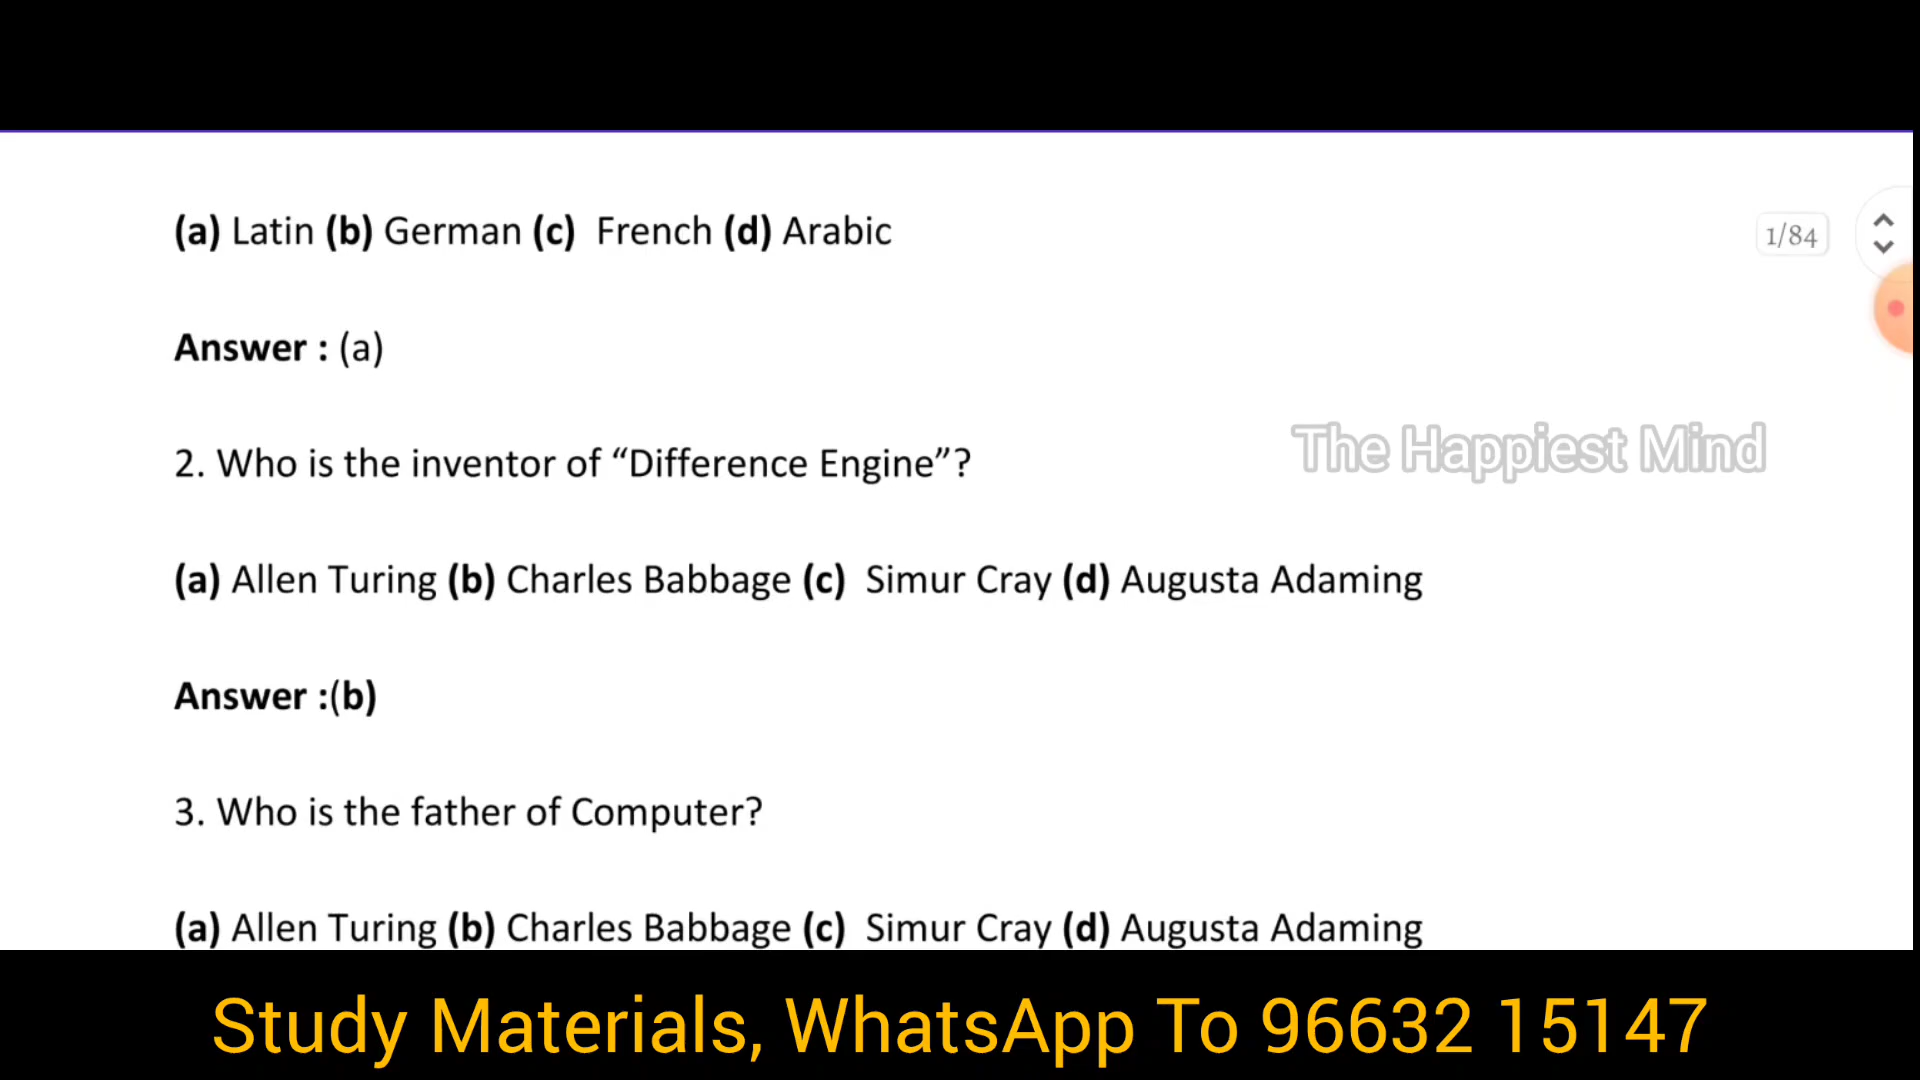 (a) Latin (b) German (c) French (d) Arabic
1/84
Answer : (a)
2. Who is the inventor of “Difference Engine”?
The Happiest Mind
(a) Allen Turing (b) Charles Babbage (c) Simur Cray (d) Augusta Adaming
Answer :(b)
3. Who is the father of Computer?
(a) Allen Turing (b) Charles Babbage (c) Simur Cray (d) Augusta Adaming
Study Materials, WhatsApp To 96632 15147